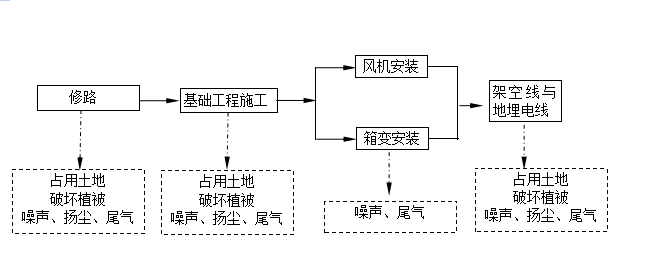 修路
基础工程施工
风机安装
箱变安装
架空线与
地埋电线
占用土地
破坏植被
噪声、扬尘、尾气
占用土地
破坏植被
噪声、扬尘、尾气
噪声、尾气
占用土地
破坏植被
噪声、扬尘、尾气